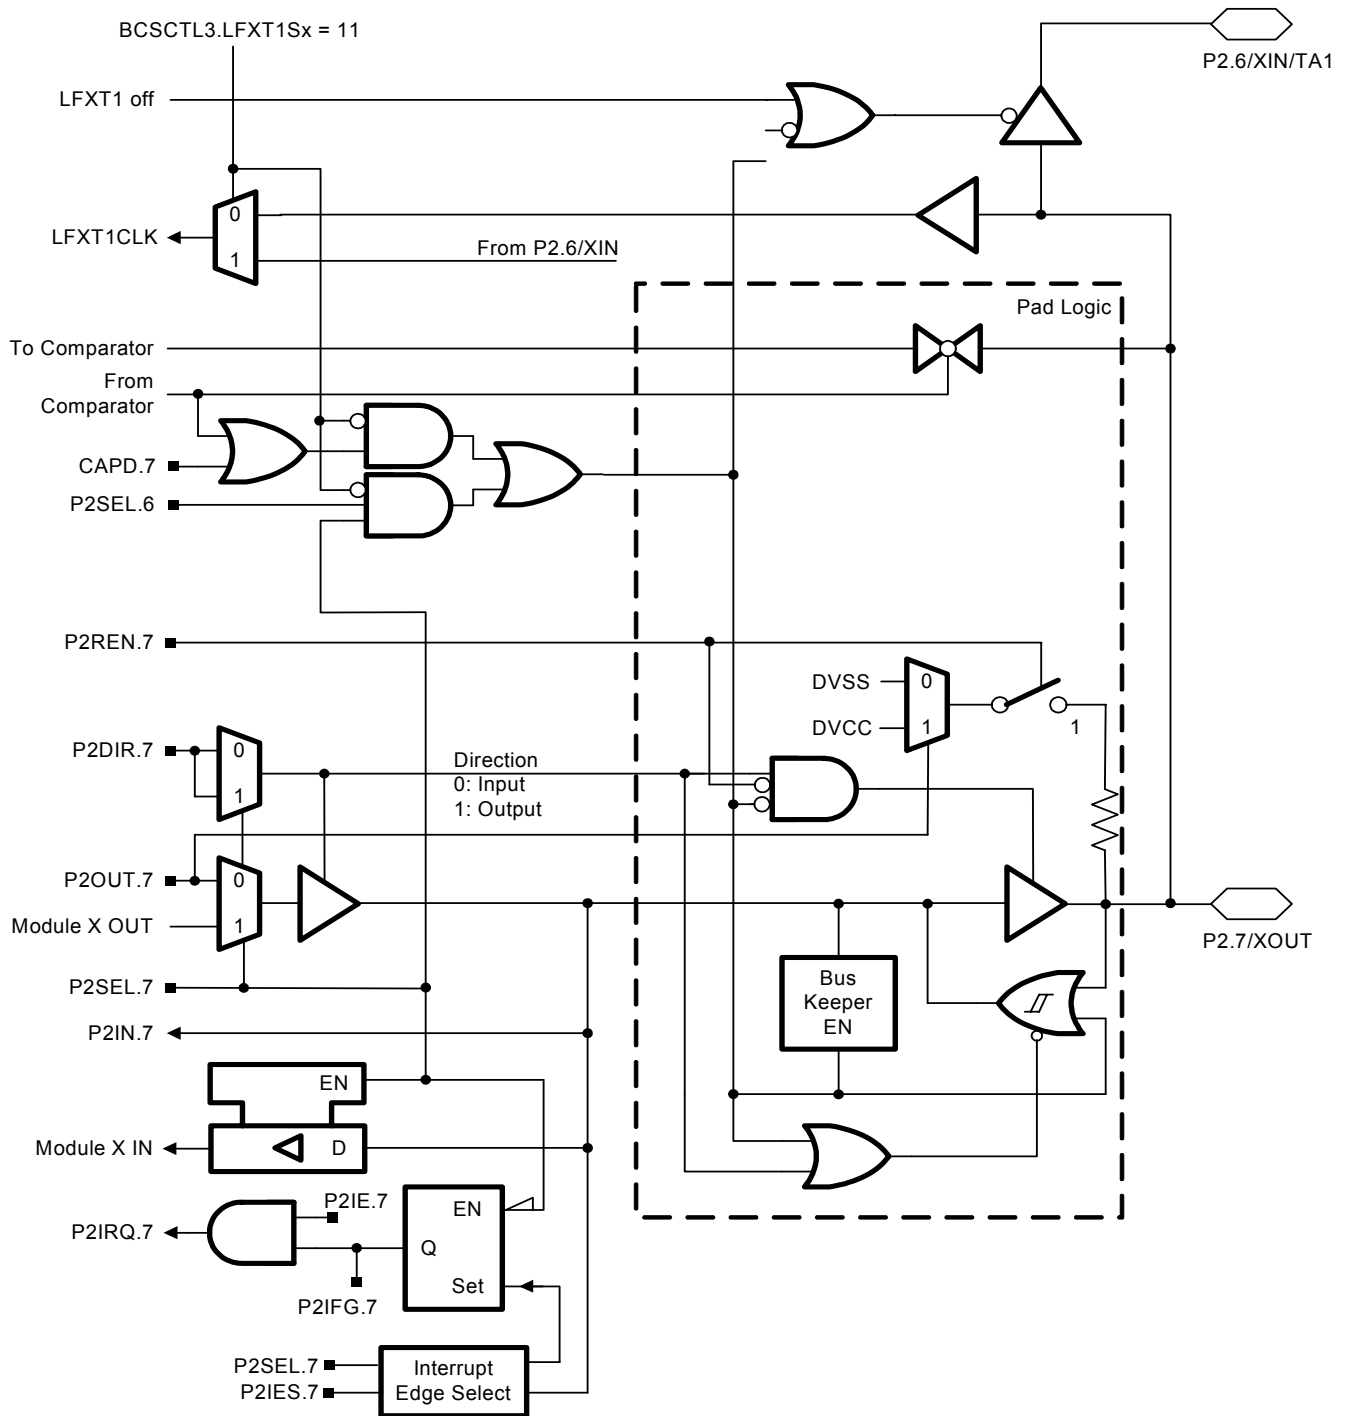 BCSCTL3.LFXT1Sx = 11
P2.6/XIN/TA1
LFXT1 off
0
LFXT1CLK
1
From P2.6/XIN
Pad Logic
To Comparator
From
Comparator
CAPD.7
P2SEL.6
P2REN.7
DVSS
0
DVCC
1
1
P2DIR.7
0
1
Direction
0: Input
1: Output
P2OUT.7
0
Module X OUT
1
P2.7/XOUT
P2SEL.7
Bus
Keeper
EN
P2IN.7
EN
Module X IN
D
P2IE.7
EN
P2IRQ.7
Q
Set
P2IFG.7
P2SEL.7
P2IES.7
Interrupt
Edge Select